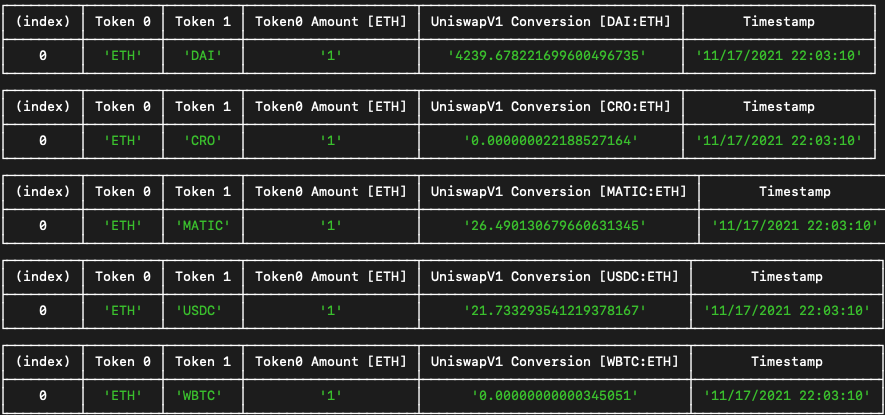 (index) Token 0 Token 1 Token0 Amount [ETH] UniswapV1 Conversion [DAI:ETH] Timestamp
0 'ETH' 'DAI' '1' '4239.678221699600496735' '11/17/2021 22:03:10'
(index) Token 0 Token 1 Token0 Amount [ETH] UniswapV1 Conversion [CRO:ETH] Timestamp
0 'ETH' 'CRO' '1' '0.000000022188527164' '11/17/2021 22:03:10'
(index) Token 0 Token 1 Token0 Amount [ETH] UniswapV1 Conversion [MATIC:ETH] Timestamp
0 'ETH' 'MATIC' '1' '26.490130679660631345' '11/17/2021 22:03:10'
(index) Token 0 Token 1 Token0 Amount [ETH] UniswapV1 Conversion [USDC:ETH] Timestamp
0 'ETH' 'USDC' '1' '21.733293541219378167' '11/17/2021 22:03:10'
(index) Token 0 Token 1 Token0 Amount [ETH] UniswapV1 Conversion [WBTC:ETH] Timestamp
0 'ETH' 'WBTC' '1' '0.00000000000345051' '11/17/2021 22:03:10'